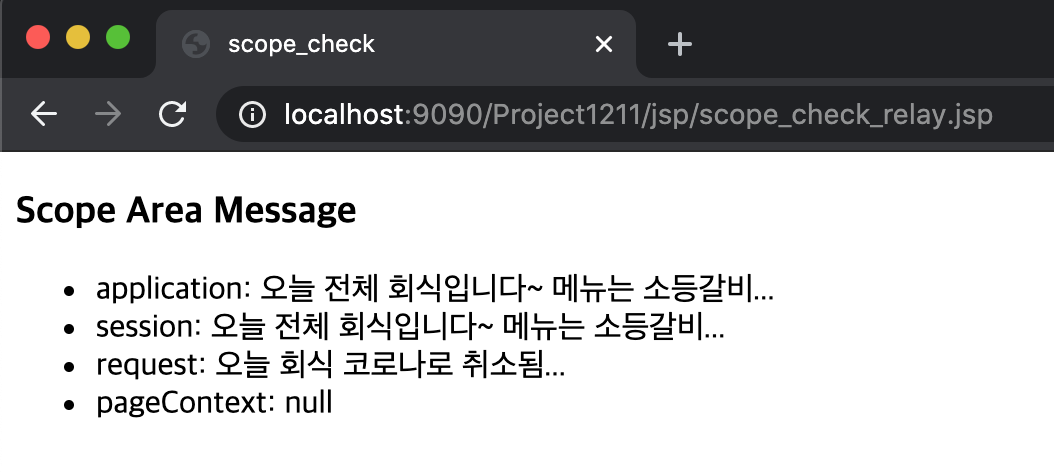 scope_check
localhost:9090/Project1211/jsp/scope_check_relay.jsp
Scope Area Message
• application: 오늘 전체 회식입니다~ 메뉴는 소등갈비...
• session: 오늘 전체 회식입니다~ 메뉴는 소등갈비...
• request: 오늘 회식 코로나로 취소됨...
• pageContext: null